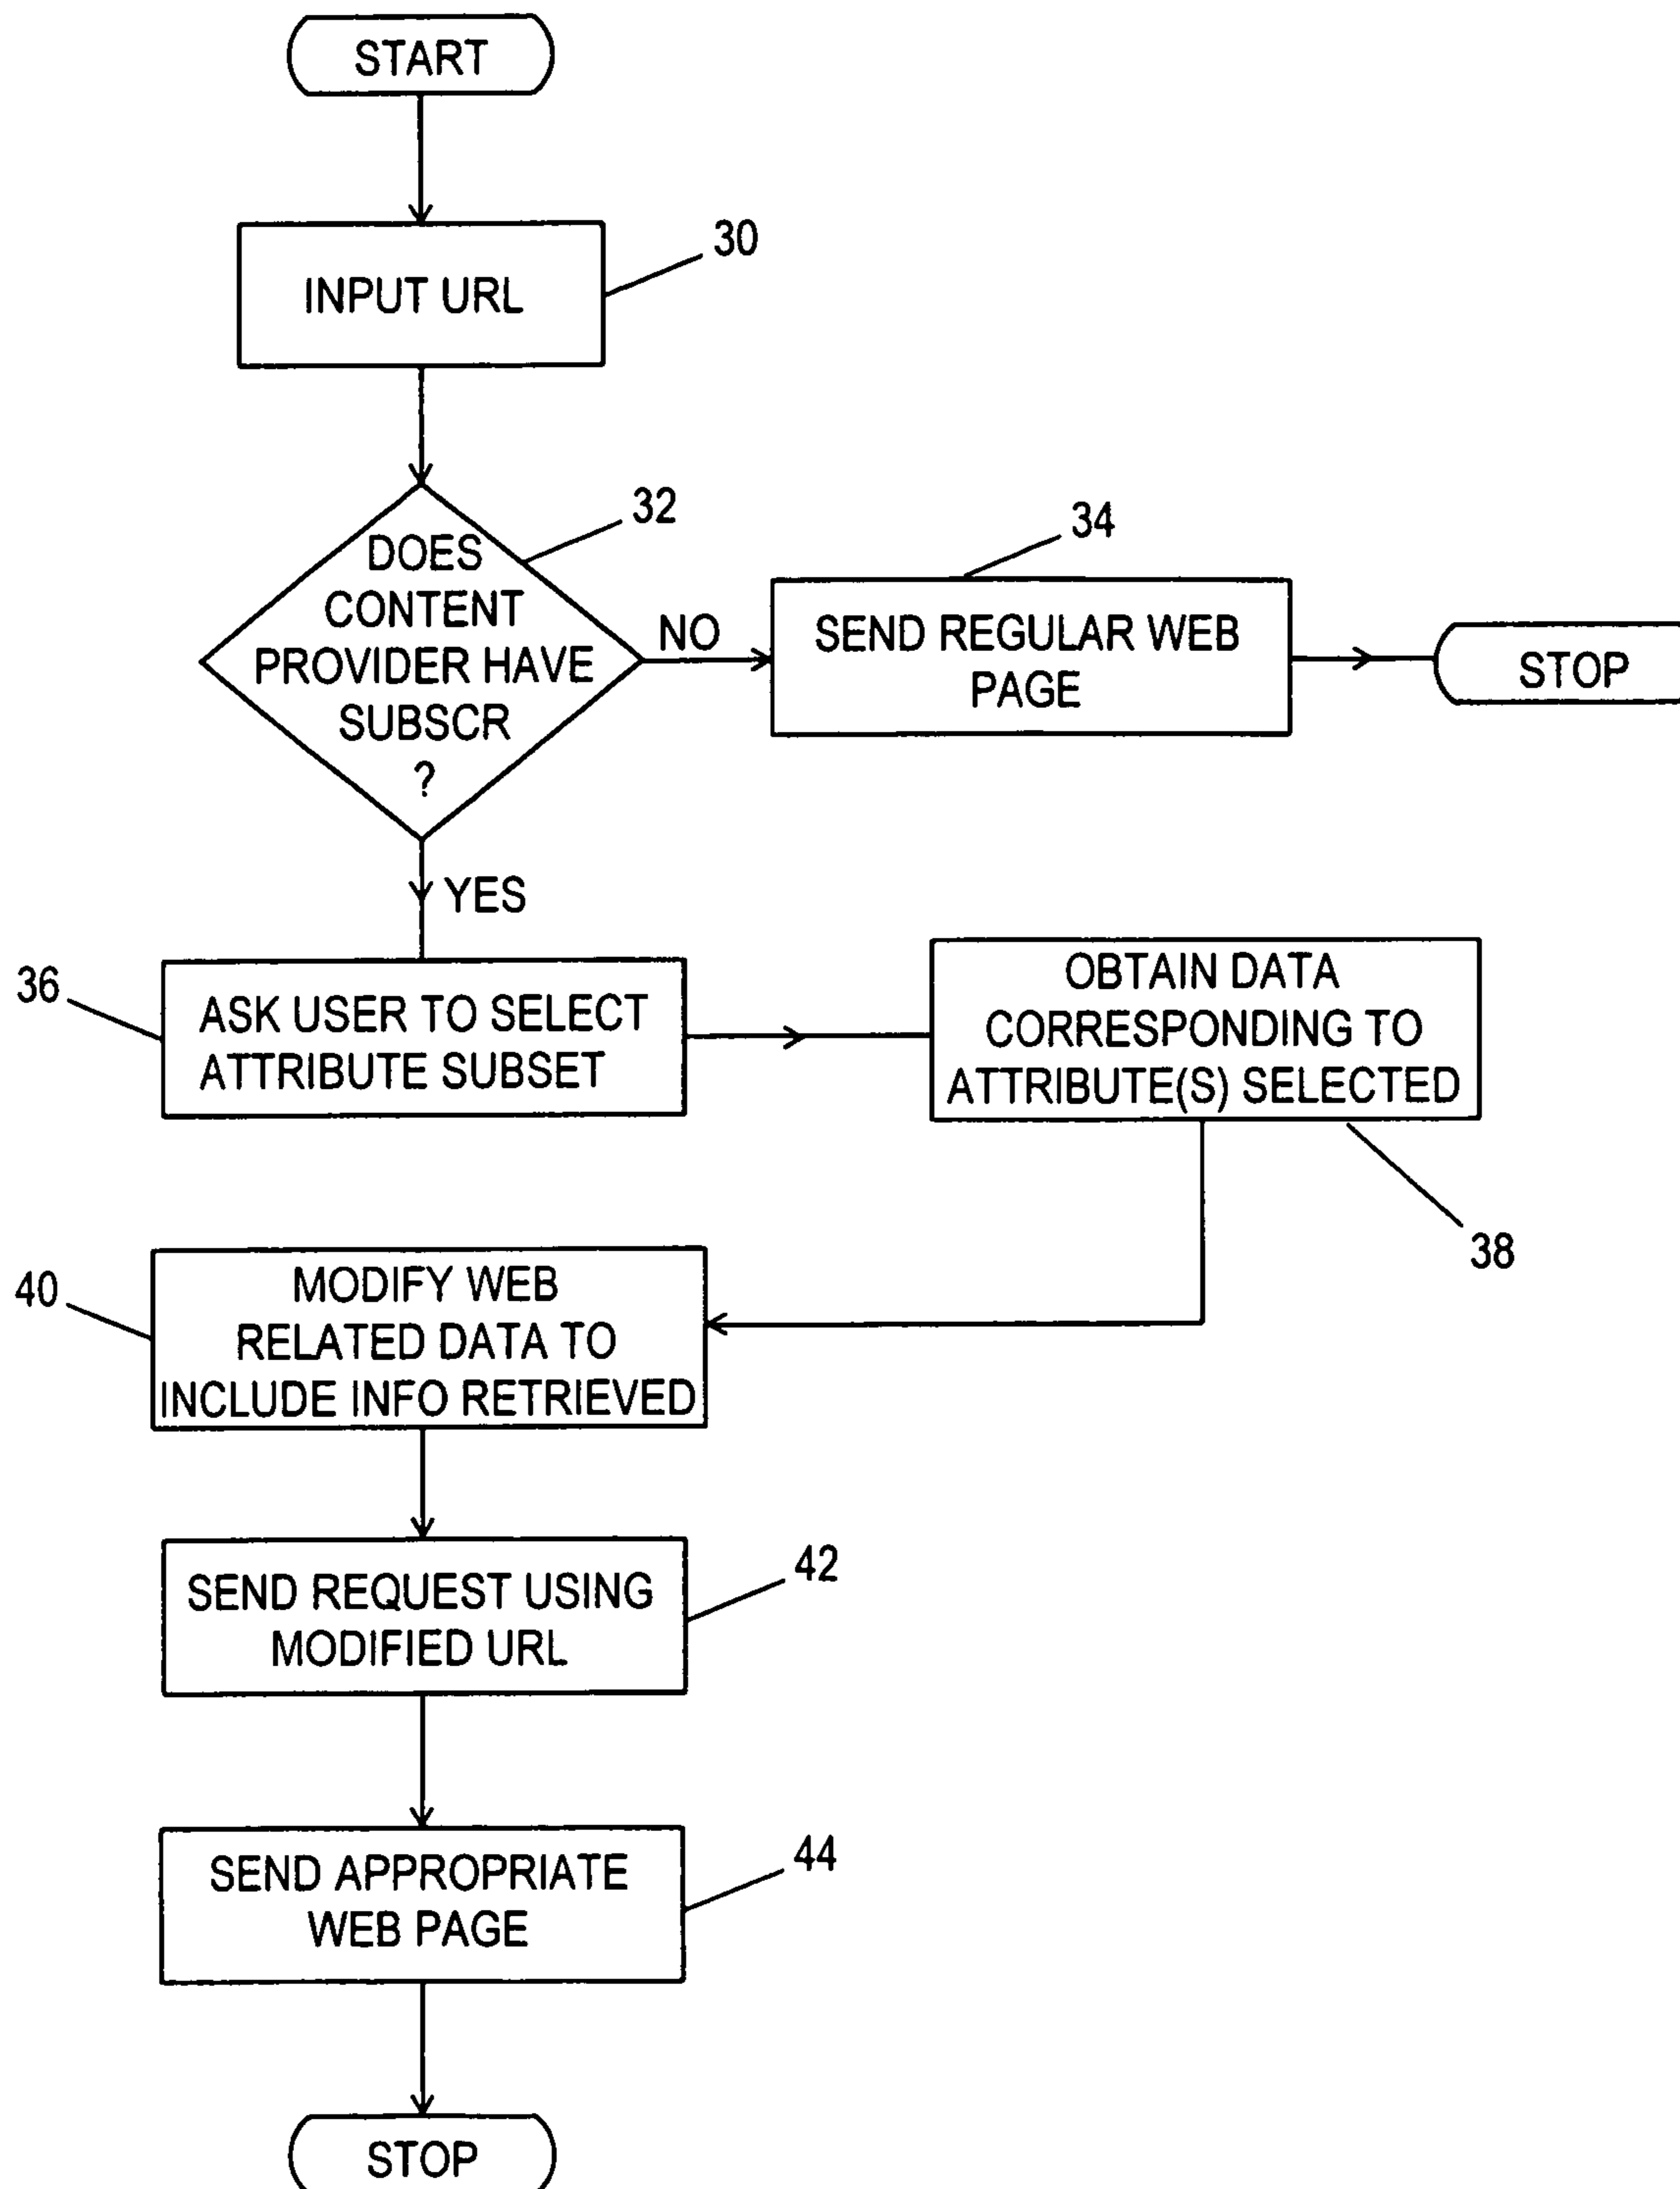 START
30
INPUT URL
32
DOES
CONTENT
PROVIDER HAVE
SUBSCR
?
NO
34
SEND REGULAR WEB
PAGE
STOP
YES
36
ASK USER TO SELECT
ATTRIBUTE SUBSET
OBTAIN DATA
CORRESPONDING TO
ATTRIBUTE(S) SELECTED
38
40
MODIFY WEB
RELATED DATA TO
INCLUDE INFO RETRIEVED
42
SEND REQUEST USING
MODIFIED URL
44
SEND APPROPRIATE
WEB PAGE
STOP